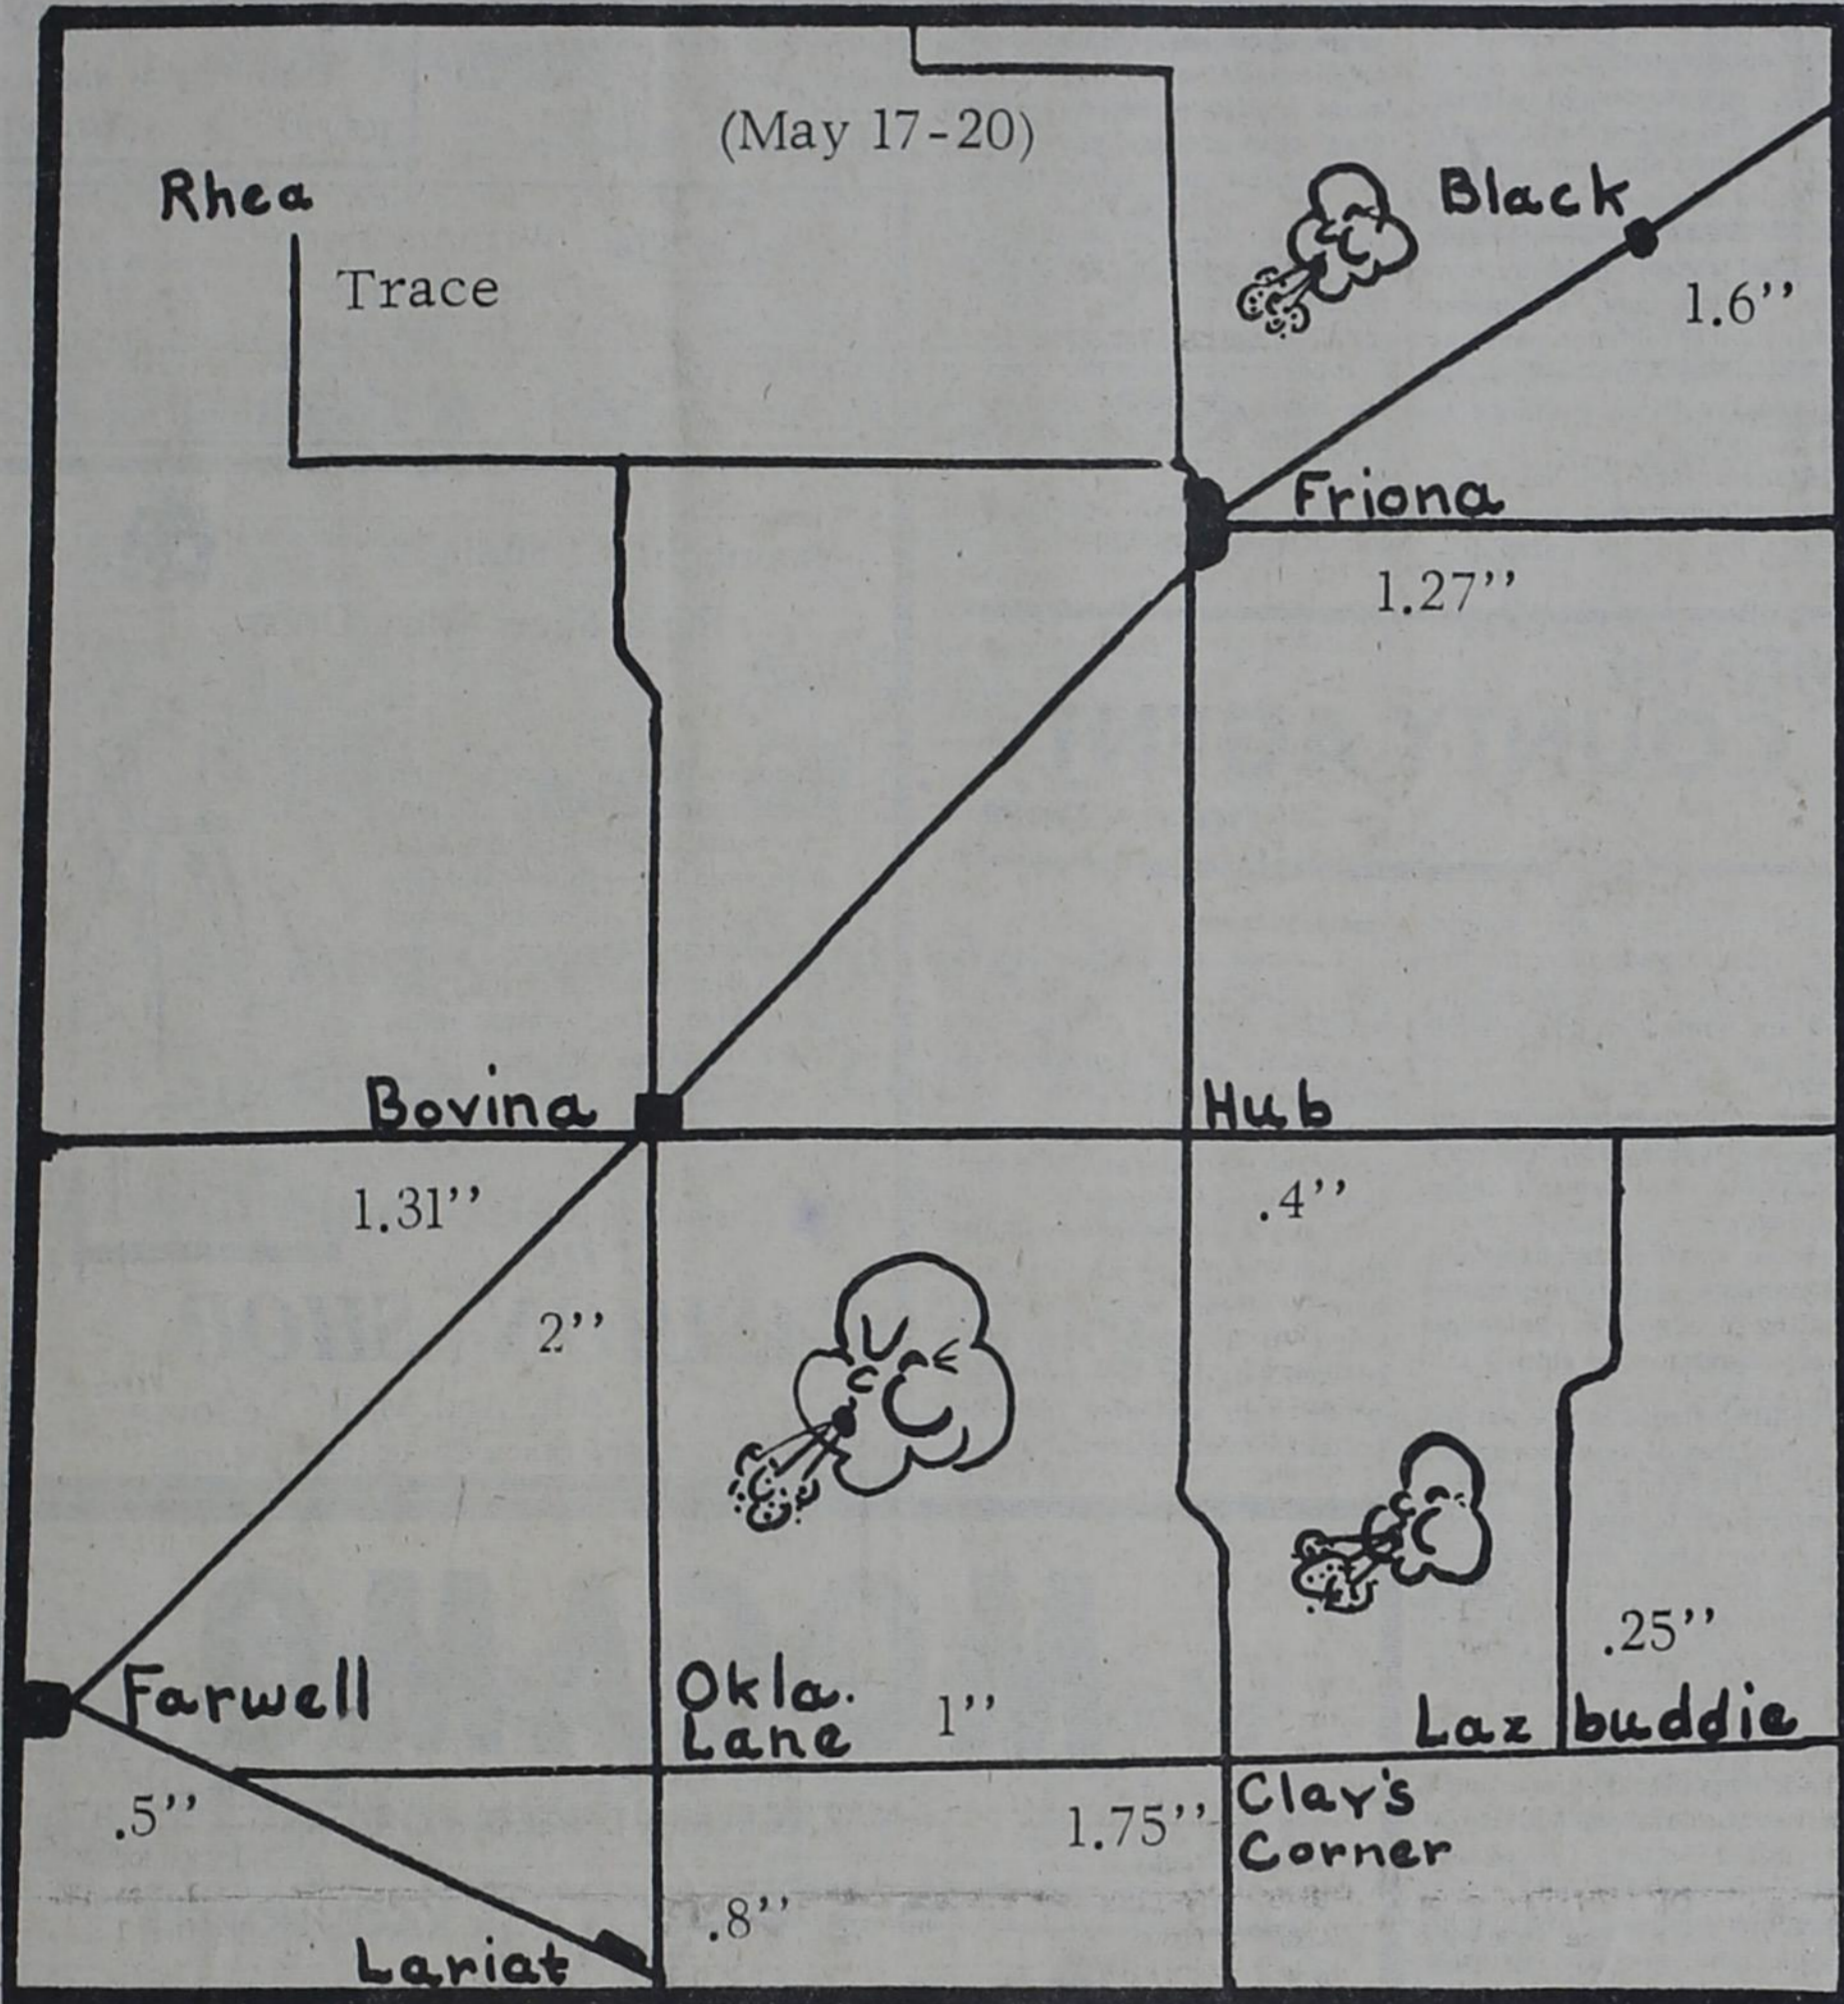 (May 17-20)
Rhea
Trace
Black
1.6’’
Friona
1.27’’
Bovina
Hub
1.31’’
.4’’
2’’
.25’’
Farwell
Okla.
Lane
1’’
Laz buddie
.5’’
1.75’’
Clay's
Corner
.8’’
Lariat